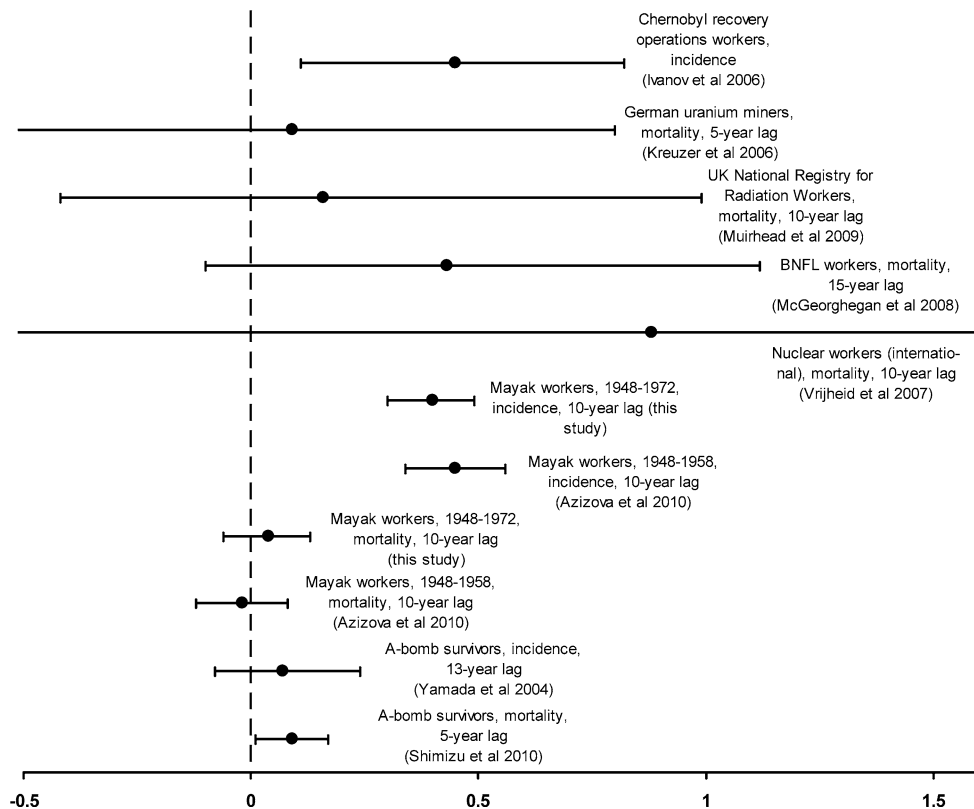 Chernobyl recovery
operations workers,
incidence
(Ivanov et al 2006)
German uranium miners,
mortality, 5-year lag
(Kreuzer et al 2006)
UK National Registry for
Radiation Workers,
mortality, 10-year lag
(Muirhead et al 2009)
BNFL workers, mortality,
15-year lag
(McGeorghegan et al 2008)
Nuclear workers (internatio-
nal), mortality, 10-year lag
(Vrijheid et al 2007)
Mayak workers, 1948-1972,
incidence, 10-year lag (this
study)
Mayak workers, 1948-1958,
incidence, 10-year lag
(Azizova et al 2010)
Mayak workers, 1948-1972,
mortality, 10-year lag
(this study)
Mayak workers, 1948-1958,
mortality, 10-year lag
(Azizova et al 2010)
A-bomb survivors, incidence,
13-year lag
(Yamada et al 2004)
A-bomb survivors, mortality,
5-year lag
(Shimizu et al 2010)
-0.5 0 0.5 1 1.5